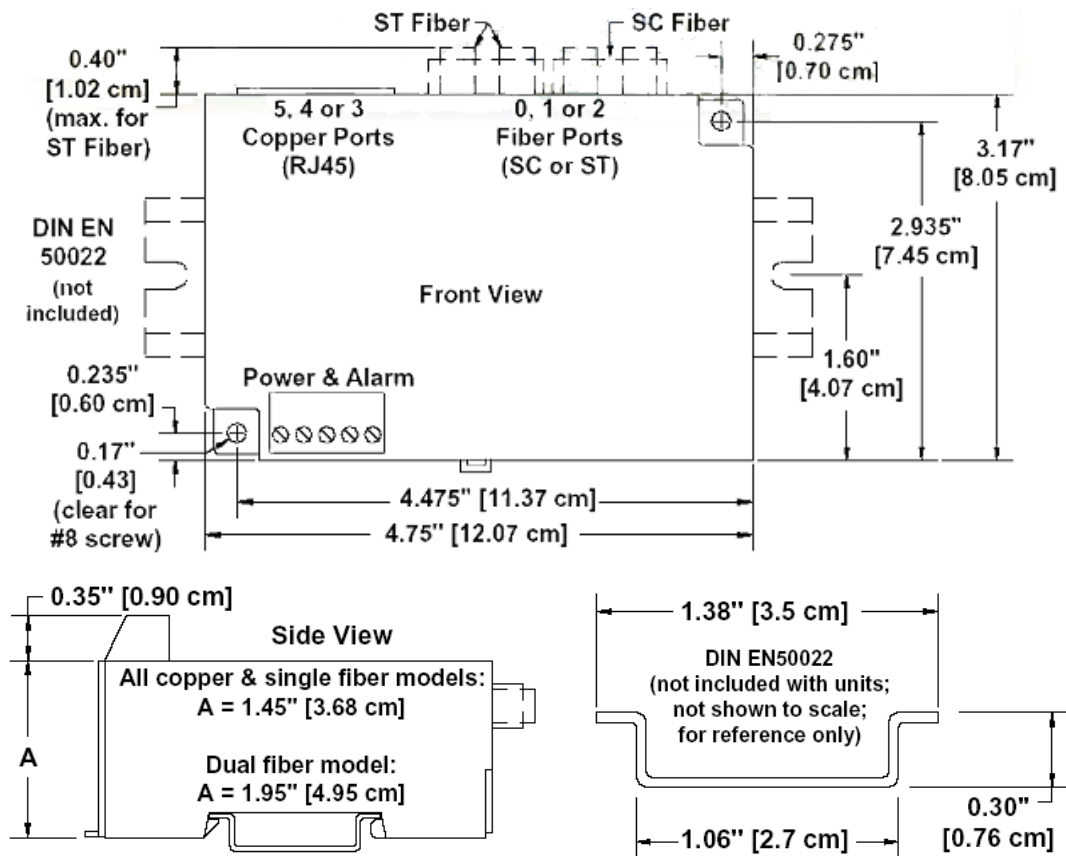 ST Fiber
SC Fiber
0.40"
[1.02 cm]
(max. for
ST Fiber)
0.275"
[0.70 cm]
5, 4 or 3
Copper Ports
(RJ45)
0, 1 or 2
Fiber Ports
(SC or ST)
3.17"
[8.05 cm]
2.935"
[7.45 cm]
DIN EN
50022
(not
included)
Front View
1.60"
[4.07 cm]
0.235"
[0.60 cm]
Power & Alarm
0.17"
[0.43]
(clear for
#8 screw)
4.475" [11.37 cm]
4.75" [12.07 cm]
0.35" [0.90 cm]
Side View
All copper & single fiber models:
A = 1.45" [3.68 cm]
A
Dual fiber model:
A = 1.95" [4.95 cm]
1.38" [3.5 cm]
DIN EN50022
(not included with units;
not shown to scale;
for reference only)
0.30"
[0.76 cm]
1.06" [2.7 cm]